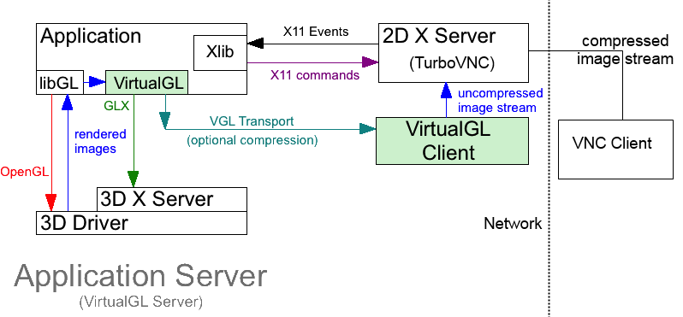 Application
Xlib
libGL
VirtualGL
GLX
X11 Events
X11 commands
2D X Server
(TurboVNC)
compressed
image stream
uncompressed
image stream
VGL Transport
(optional compression)
VirtualGL
Client
VNC Client
rendered
images
OpenGL
3D X Server
3D Driver
Network
Application Server
(VirtualGL Server)